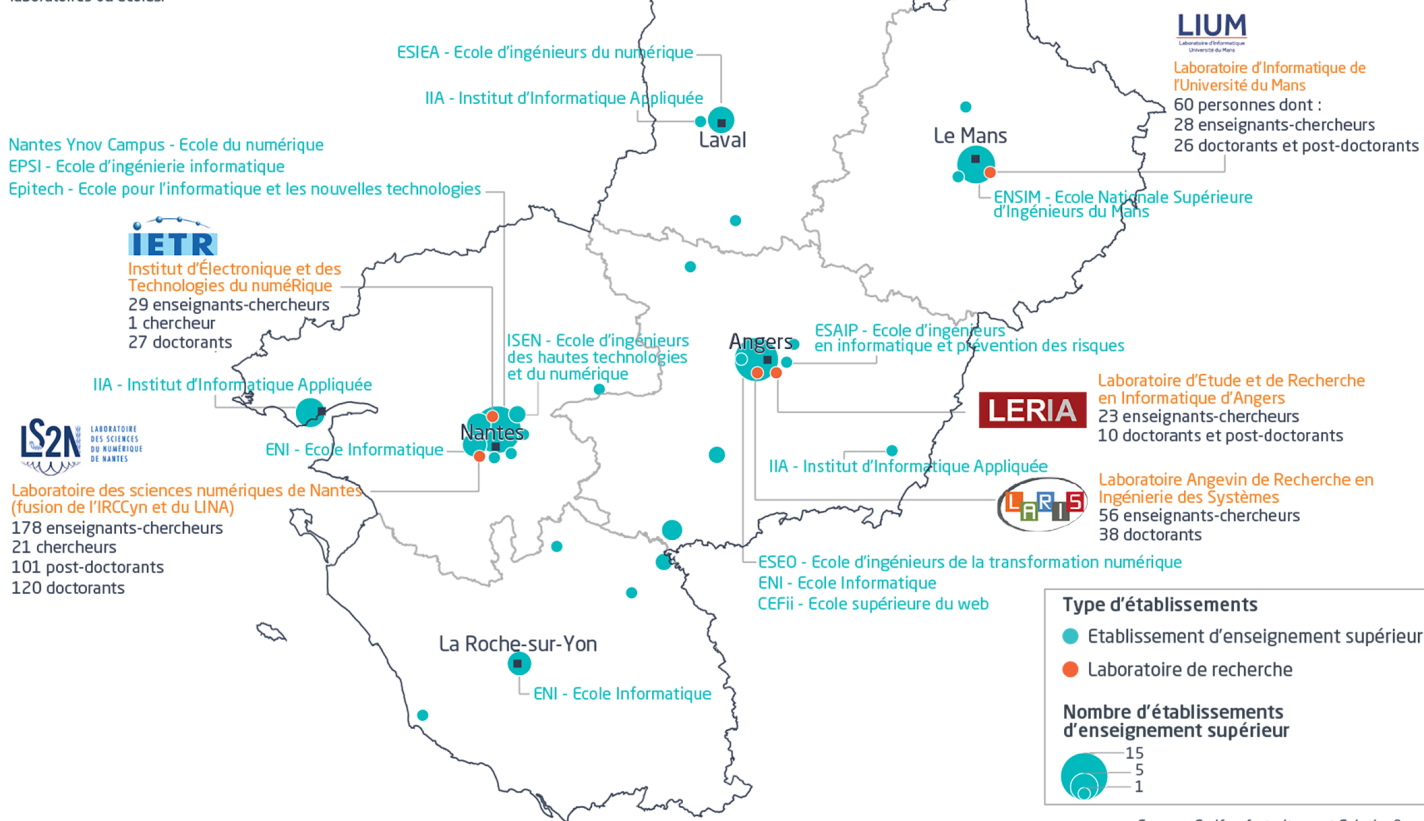 ESIEA - Ecole d'ingénieurs du numérique
IIA - Institut d'Informatique Appliquée
Laval
Le Mans
LIUM
Laboratoire d'Informatique
Université du Mans
Laboratoire d'Informatique de
l'Université du Mans
60 personnes dont :
28 enseignants-chercheurs
26 doctorants et post-doctorants
ENSIM - Ecole Nationale Supérieure
d'Ingénieurs du Mans
Nantes Ynov Campus - Ecole du numérique
EPSI - Ecole d'ingénierie informatique
Epitech - Ecole pour l'informatique et les nouvelles technologies
IETR
Institut d'Électronique et des
Technologies du numéRique
29 enseignants-chercheurs
1 chercheur
27 doctorants
ISEN - Ecole d'ingénieurs
des hautes technologies
et du numérique
Angers
ESAIP - Ecole d'ingénieurs
en informatique et prévention des risques
IIA - Institut d'Informatique Appliquée
Nantes
ENI - Ecole Informatique
LERIA
Laboratoire d'Etude et de Recherche
en Informatique d'Angers
23 enseignants-chercheurs
10 doctorants et post-doctorants
LS2N
LABORATOIRE
DES SCIENCES
DU NUMÉRIQUE
DE NANTES
Laboratoire des sciences numériques de Nantes
(fusion de l'IRCCyn et du LINA)
178 enseignants-chercheurs
21 chercheurs
101 post-doctorants
120 doctorants
IIA - Institut d'Informatique Appliquée
LARIS
Laboratoire Angevin de Recherche en
Ingénierie des Systèmes
56 enseignants-chercheurs
38 doctorants
ESEO - Ecole d'ingénieurs de la transformation numérique
ENI - Ecole Informatique
CEFii - Ecole supérieure du web
La Roche-sur-Yon
ENI - Ecole Informatique
Type d'établissements
Etablissement d'enseignement supérieur
Laboratoire de recherche
Nombre d'établissements
d'enseignement supérieur
15
5
1